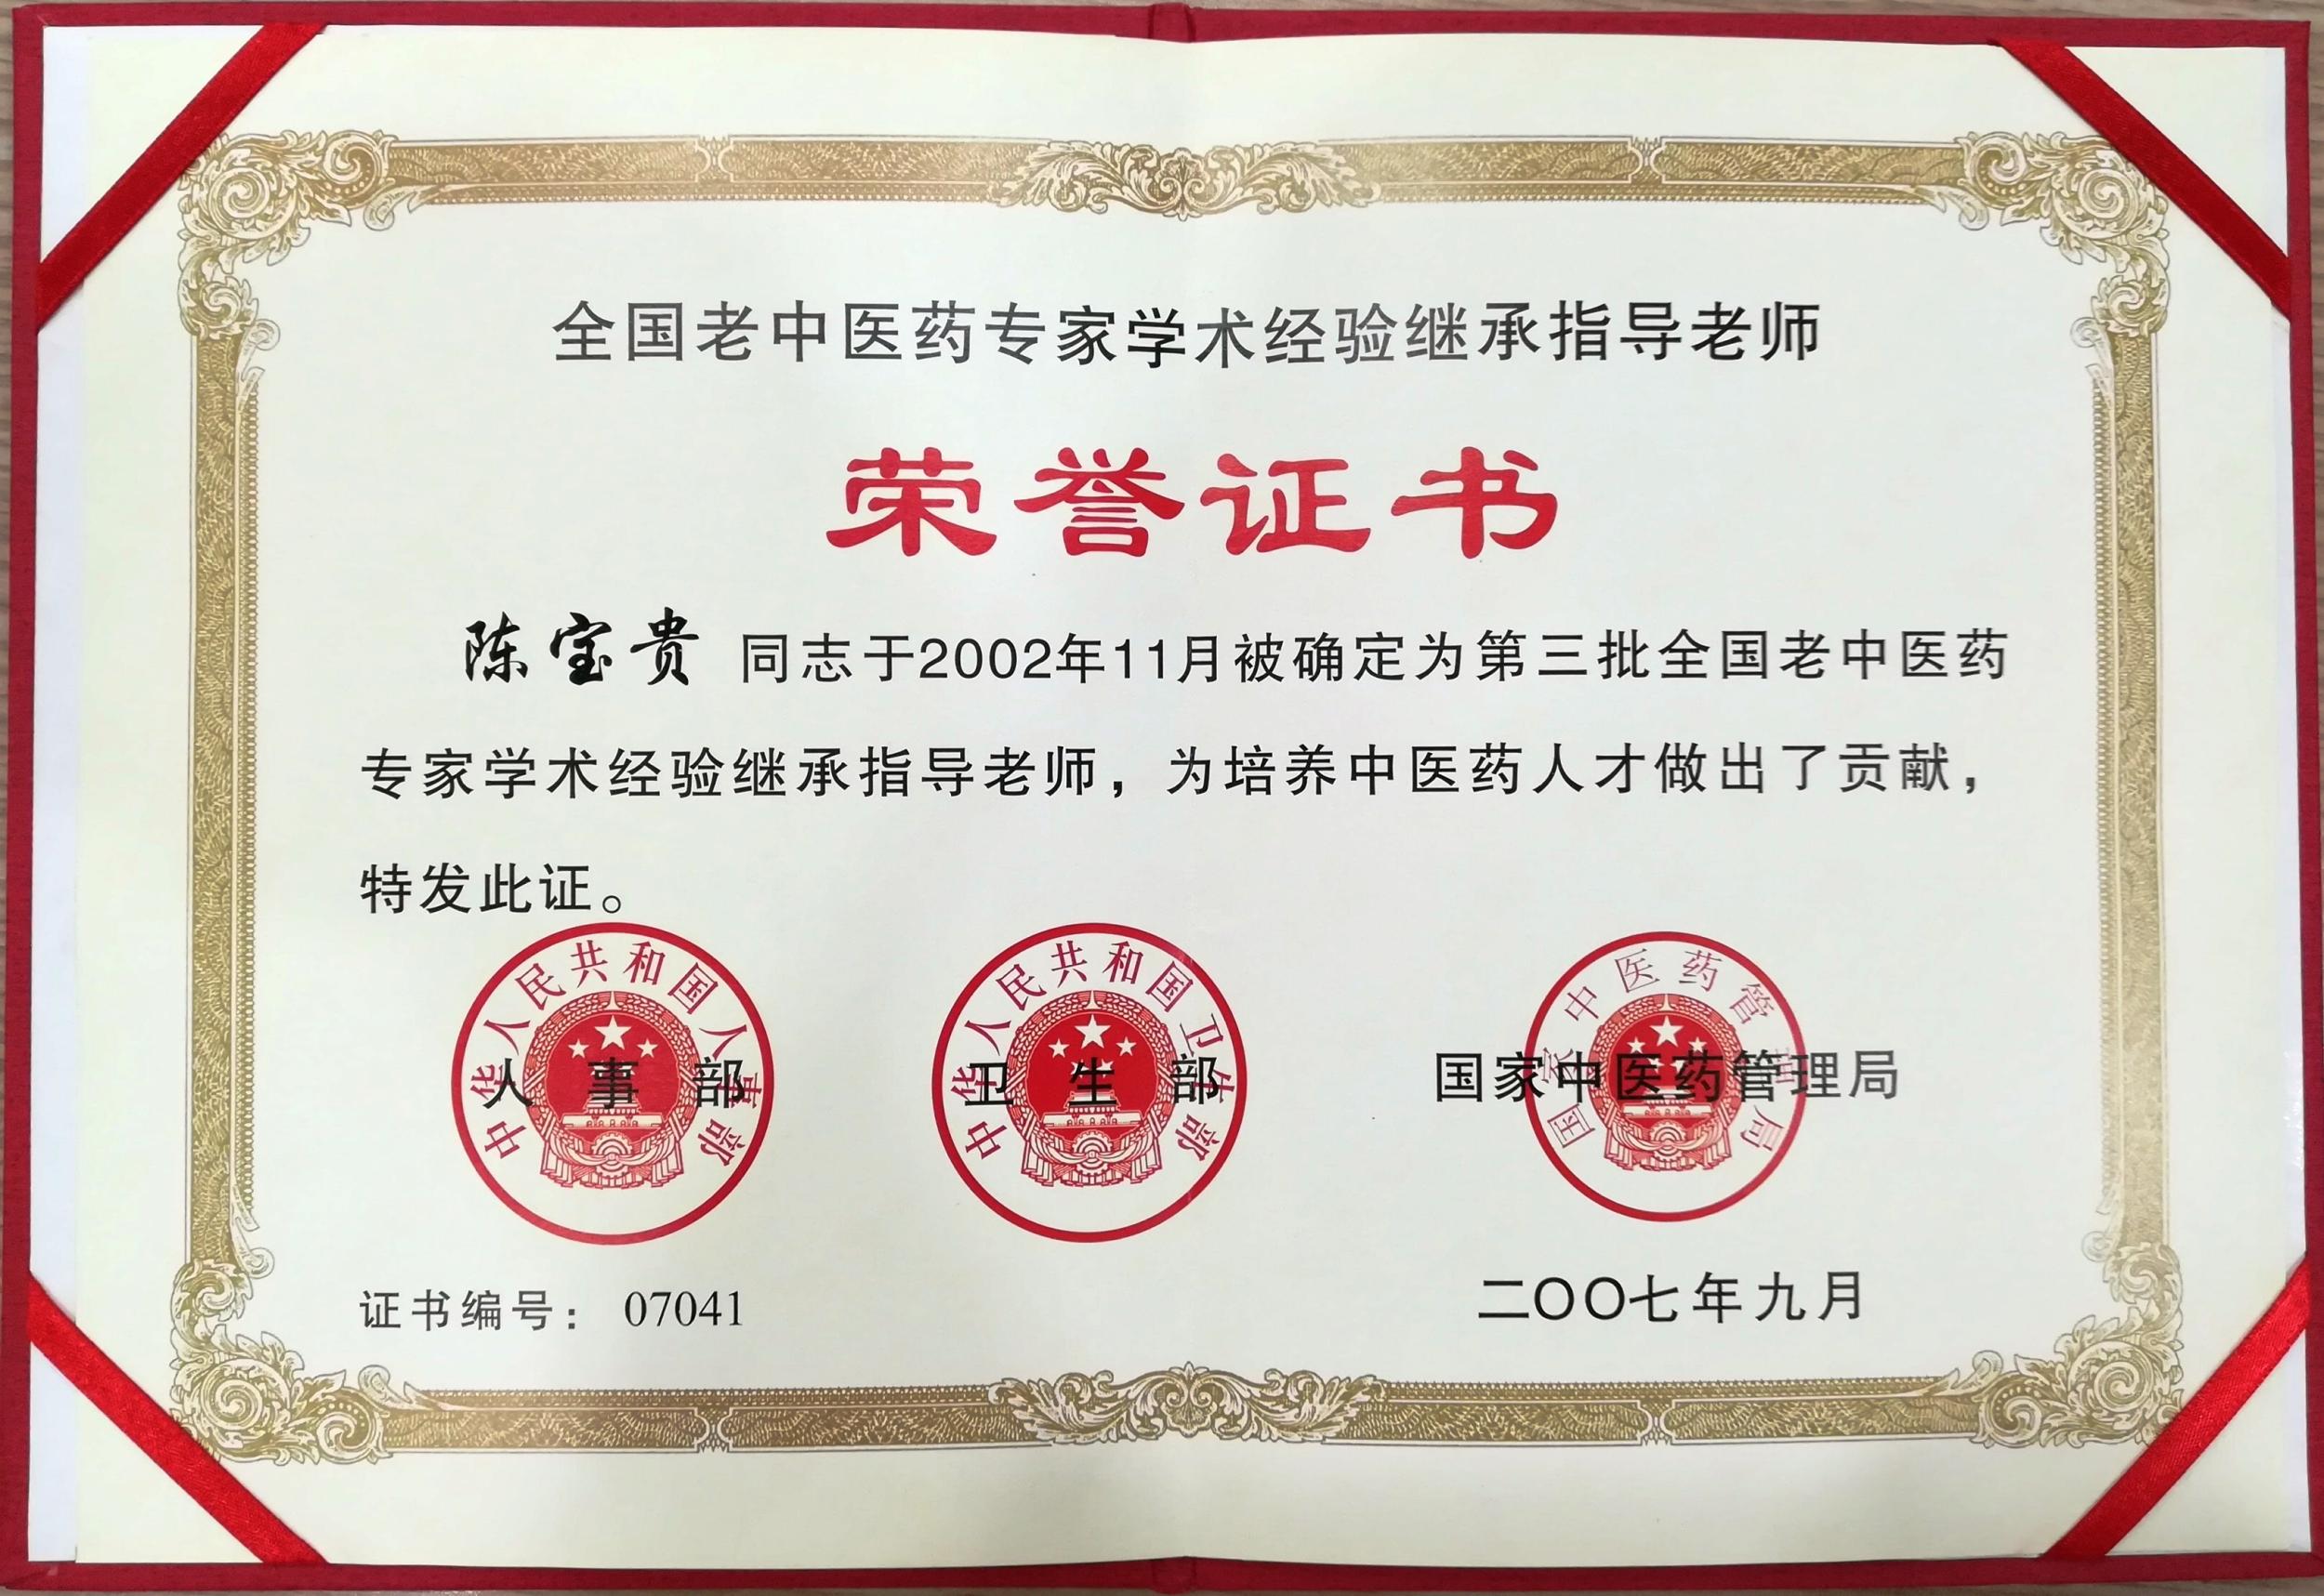 全国老中医药专家学术经验继承指导老师
荣誉证书
陈宝贵 同志于2002年11月被确定为第三批全国老中医药
专家学术经验继承指导老师，为培养中医药人才做出了贡献，
特发此证。
中华人民共和国人事部
人事部
中华人民共和国卫生部
卫生部
国家中医药管理局
国家中医药管理局
证书编号： 07041
二〇〇七年九月